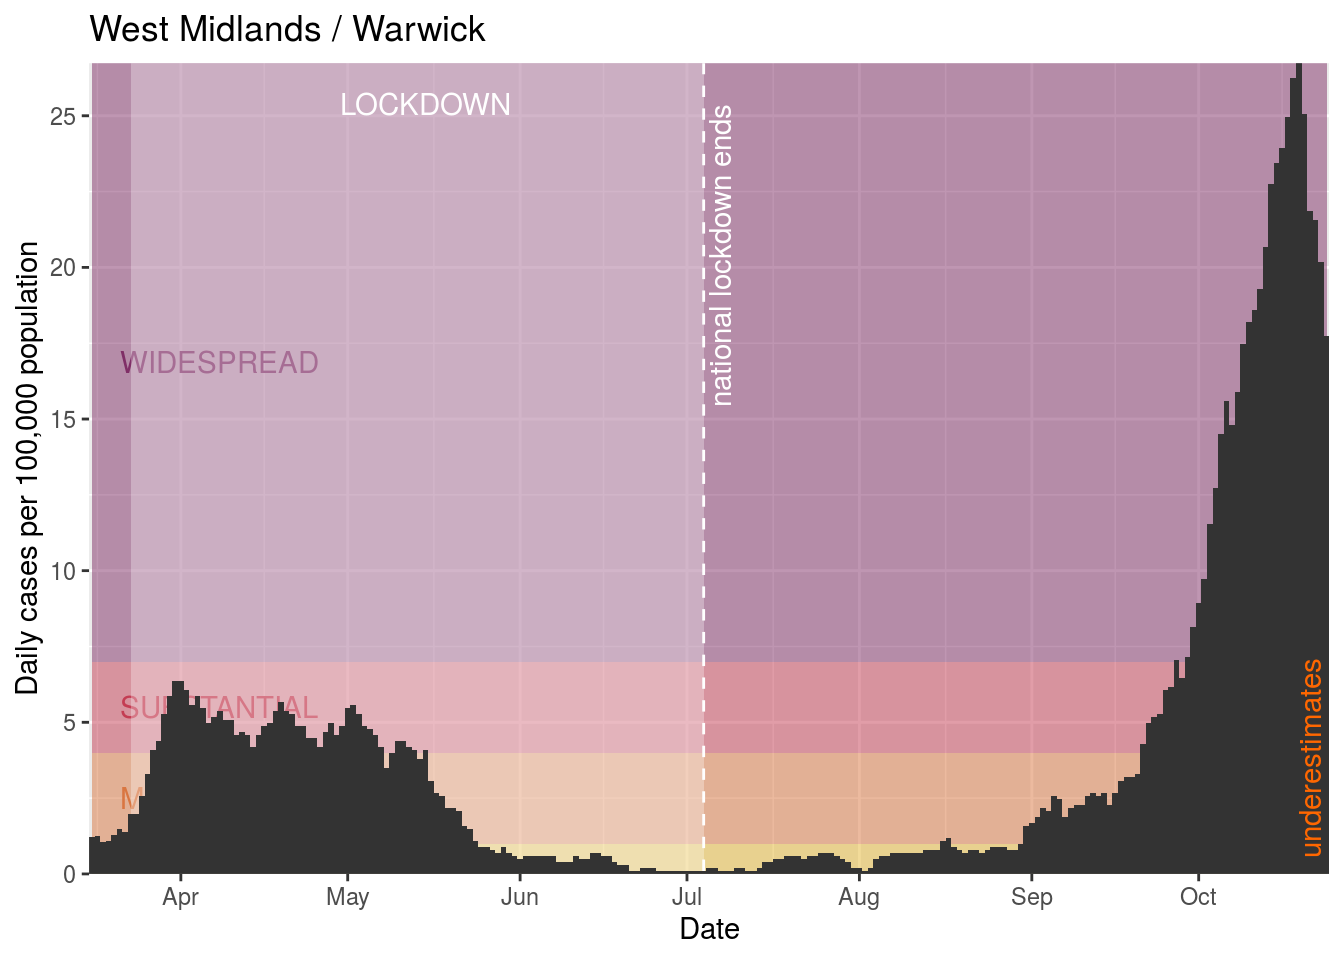 West Midlands / Warwick
Daily cases per 100,000 population
25
20
15
10
5
0
LOCKDOWN
national lockdown ends
WIDESPREAD
SUBSTANTIAL
M
underestimates
Apr
May
Jun
Jul
Aug
Sep
Oct
Date